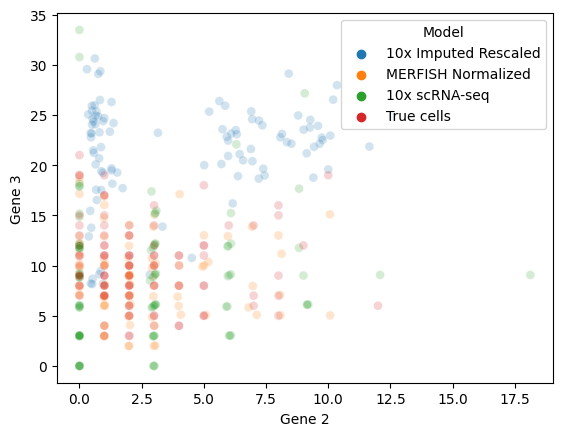 Model
10x Imputed Rescaled
MERFISH Normalized
10x scRNA-seq
True cells
35
30
25
20
15
10
5
0
Gene 3
0.0 2.5 5.0 7.5 10.0 12.5 15.0 17.5
Gene 2